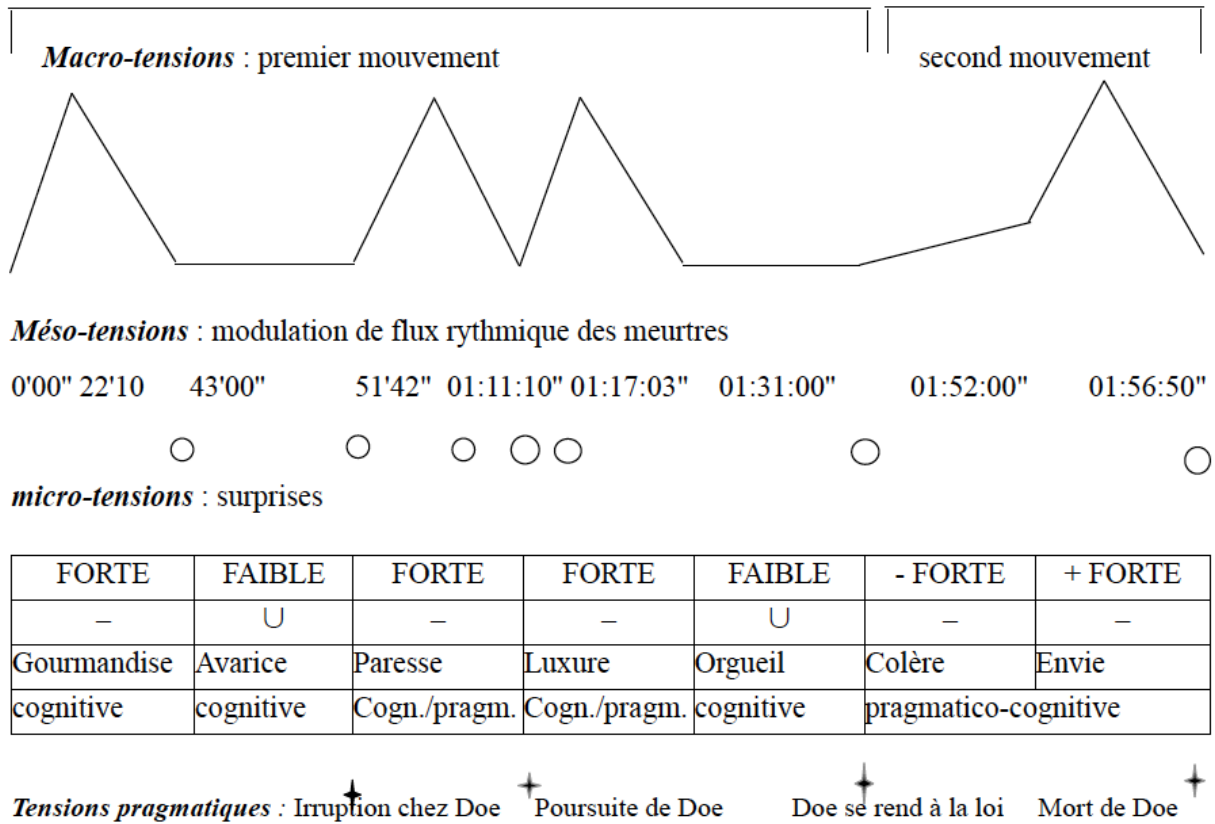 Macro-tensions : premier mouvement second mouvement
Méso-tensions : modulation de flux rythmique des meurtres
0'00" 22'10 43'00" 51'42" 01:11:10" 01:17:03" 01:31:00" 01:52:00" 01:56:50"
micro-tensions : surprises
FORTE FAIBLE FORTE FORTE FAIBLE - FORTE + FORTE
– ∪ – – ∪ – –
Gourmandise Avarice Paresse Luxure Orgueil Colère Envie
cognitive cognitive Cogn./pragm. Cogn./pragm. cognitive pragmatico-cognitive
Tensions pragmatiques : Irruption chez Doe Poursuite de Doe Doe se rend à la loi Mort de Doe